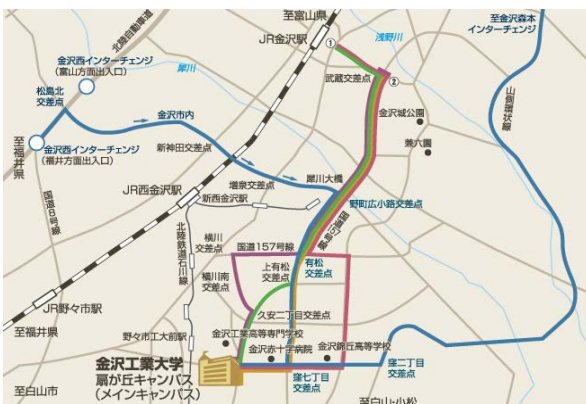 至富山県
至金沢森本
インターチェンジ
北陸自動車道
JR金沢駅
①
浅野川
金沢西インターチェンジ
(富山方面出入口)
犀川
武蔵交差点
②
松島北
交差点
金沢市内
金沢城公園
山側環状線
金沢西インターチェンジ
(福井方面出入口)
新神田交差点
兼六園
至福井県
犀川大橋
JR西金沢駅
増泉交差点
新西金沢駅
野町広小路交差点
国道8号線
国道157号線
北陸鉄道石川線
横川
交差点
国道157号線
有松
交差点
上有松
交差点
横川南
交差点
JR野々市駅
久安二丁目交差点
至福井県
野々市工大前駅
金沢工業高等専門学校
金沢赤十字病院
金沢錦丘高等学校
金沢工業大学
扇が丘キャンパス
(メインキャンパス)
窪七丁目
交差点
窪二丁目
交差点
至白山市
至白山・小松